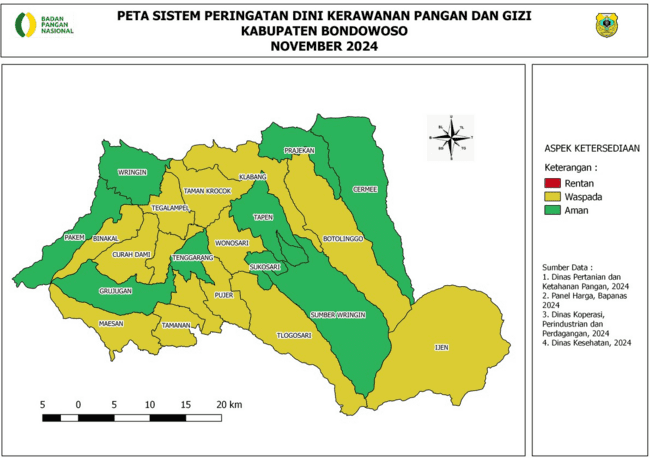 BADAN
PANGAN
NASIONAL
PETA SISTEM PERINGATAN DINI KERAWANAN PANGAN DAN GIZI
KABUPATEN BONDOWOSO
NOVEMBER 2024
PRAJEKAN
WRINGIN
KLABANG
CERMEE
TAMAN KROCOK
TEGALAMPEL
TAPEN
PAKEM
BINAKAL
WONOSARI
BOTOLINGGO
CURAH DAMI
TENGGARANG
SUKOSARI
GRUJUGAN
PUJER
SUMBER WRINGIN
MAESAN
TAMANAN
TLOGOSARI
IJEN
5 0 5 10 15 20 km
ASPEK KETERSEDIAAN
Keterangan :
Rentan
Waspada
Aman
Sumber Data :
1. Dinas Pertanian dan
Ketahanan Pangan, 2024
2. Panel Harga, Bapanas
2024
3. Dinas Koperasi,
Perindustrian dan
Perdagangan, 2024
4. Dinas Kesehatan, 2024